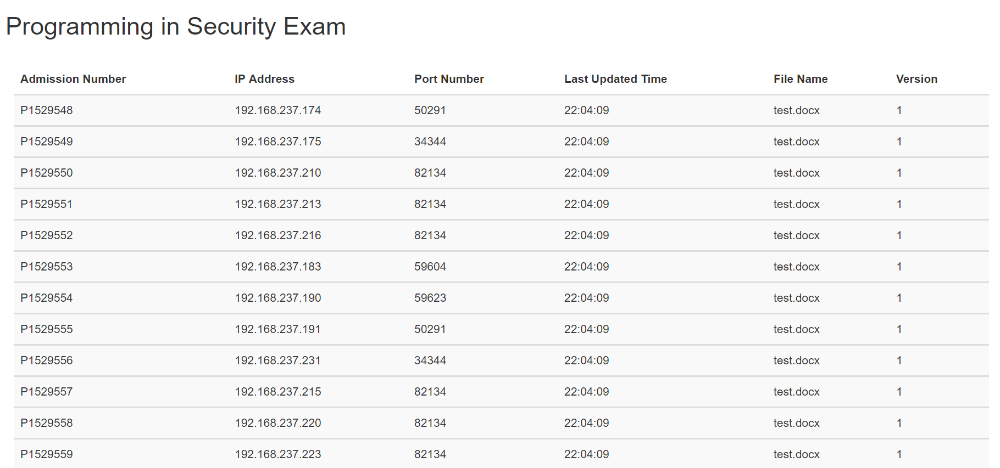 Programming in Security Exam
Admission Number IP Address Port Number Last Updated Time File Name Version
P1529548 192.168.237.174 50291 22:04:09 test.docx 1
P1529549 192.168.237.175 34344 22:04:09 test.docx 1
P1529550 192.168.237.210 82134 22:04:09 test.docx 1
P1529551 192.168.237.213 82134 22:04:09 test.docx 1
P1529552 192.168.237.216 82134 22:04:09 test.docx 1
P1529553 192.168.237.183 59604 22:04:09 test.docx 1
P1529554 192.168.237.190 59623 22:04:09 test.docx 1
P1529555 192.168.237.191 50291 22:04:09 test.docx 1
P1529556 192.168.237.231 34344 22:04:09 test.docx 1
P1529557 192.168.237.215 82134 22:04:09 test.docx 1
P1529558 192.168.237.220 82134 22:04:09 test.docx 1
P1529559 192.168.237.223 82134 22:04:09 test.docx 1